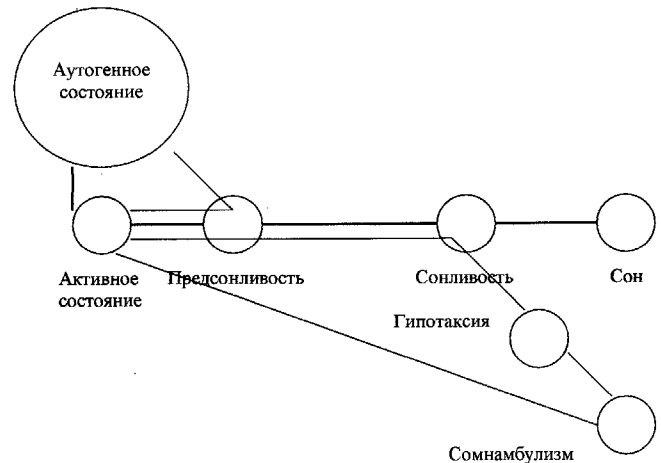 Аутогенное
состояние
Активное
состояние
Предсонливость
Сонливость
Сон
Гипотаксия
Сомнамбулизм